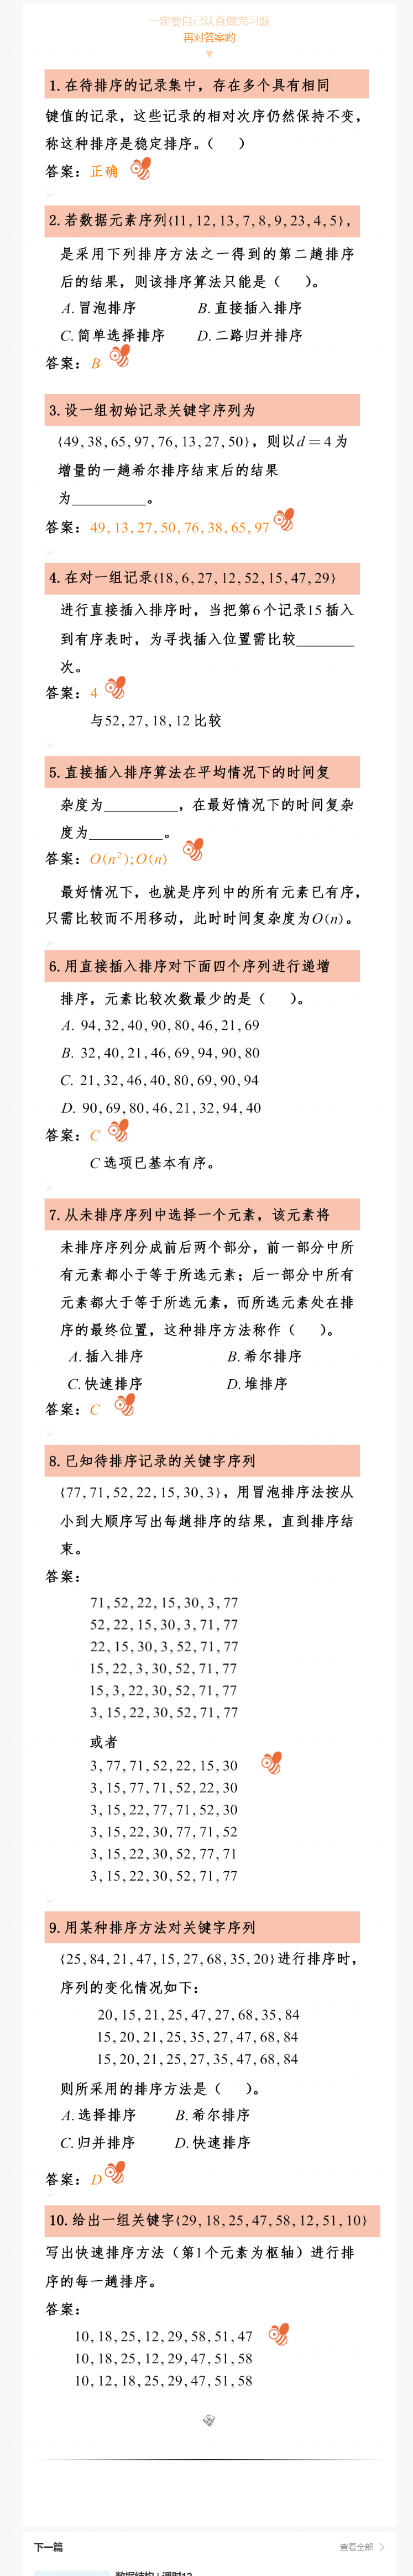 一定要自己认真做完习题
再对答案哟
1.在待排序的记录集中，存在多个具有相同
键值的记录，这些记录的相对次序仍然保持不变，
称这种排序是稳定排序。（ ）
答案：正确
2.若数据元素序列{11,12,13,7,8,9,23,4,5}，
是采用下列排序方法之一得到的第二趟排序
后的结果，则该排序算法只能是（ ）。
A.冒泡排序 B.直接插入排序
C.简单选择排序 D.二路归并排序
答案：B
3.设一组初始记录关键字序列为
{49,38,65,97,76,13,27,50}，则以d=4为
增量的一趟希尔排序结束后的结果
为__________。
答案：49,13,27,50,76,38,65,97
4.在对一组记录{18,6,27,12,52,15,47,29}
进行直接插入排序时，当把第6个记录15插入
到有序表时，为寻找插入位置需比较________
次。
答案：4
与52,27,18,12比较
5.直接插入排序算法在平均情况下的时间复
杂度为__________，在最好情况下的时间复杂
度为__________。
答案：O(n²);O(n)
最好情况下，也就是序列中的所有元素已有序，
只需比较而不用移动，此时时间复杂度为O(n)。
6.用直接插入排序对下面四个序列进行递增
排序，元素比较次数最少的是（ ）。
A. 94,32,40,90,80,46,21,69
B. 32,40,21,46,69,94,90,80
C. 21,32,46,40,80,69,90,94
D. 90,69,80,46,21,32,94,40
答案：C
C选项已基本有序。
7.从未排序序列中选择一个元素，该元素将
未排序序列分成前后两个部分，前一部分中所
有元素都小于等于所选元素；后一部分中所有
元素都大于等于所选元素，而所选元素处在排
序的最终位置，这种排序方法称作（ ）。
A.插入排序 B.希尔排序
C.快速排序 D.堆排序
答案：C
8.已知待排序记录的关键字序列
{77,71,52,22,15,30,3}，用冒泡排序法按从
小到大顺序写出每趟排序的结果，直到排序结
束。
答案：
71,52,22,15,30,3,77
52,22,15,30,3,71,77
22,15,30,3,52,71,77
15,22,3,30,52,71,77
15,3,22,30,52,71,77
3,15,22,30,52,71,77
或者
3,77,71,52,22,15,30
3,15,77,71,52,22,30
3,15,22,77,71,52,30
3,15,22,30,77,71,52
3,15,22,30,52,77,71
3,15,22,30,52,71,77
9.用某种排序方法对关键字序列
{25,84,21,47,15,27,68,35,20}进行排序时，
序列的变化情况如下：
20,15,21,25,47,27,68,35,84
15,20,21,25,35,27,47,68,84
15,20,21,25,27,35,47,68,84
则所采用的排序方法是（ ）。
A.选择排序 B.希尔排序
C.归并排序 D.快速排序
答案：D
10.给出一组关键字{29,18,25,47,58,12,51,10}
写出快速排序方法（第1个元素为枢轴）进行排
序的每一趟排序。
答案：
10,18,25,12,29,58,51,47
10,18,25,12,29,47,51,58
10,12,18,25,29,47,51,58
下一篇 查看全部
数据结构 | 课时12